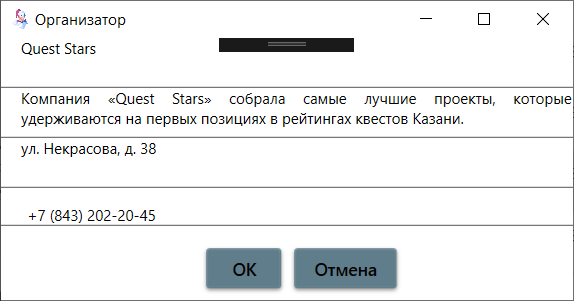 Организатор
Quest Stars
Компания «Quest Stars» собрала самые лучшие проекты, которые
удерживаются на первых позициях в рейтингах квестов Казани.
ул. Некрасова, д. 38
+7 (843) 202-20-45
OK
Отмена